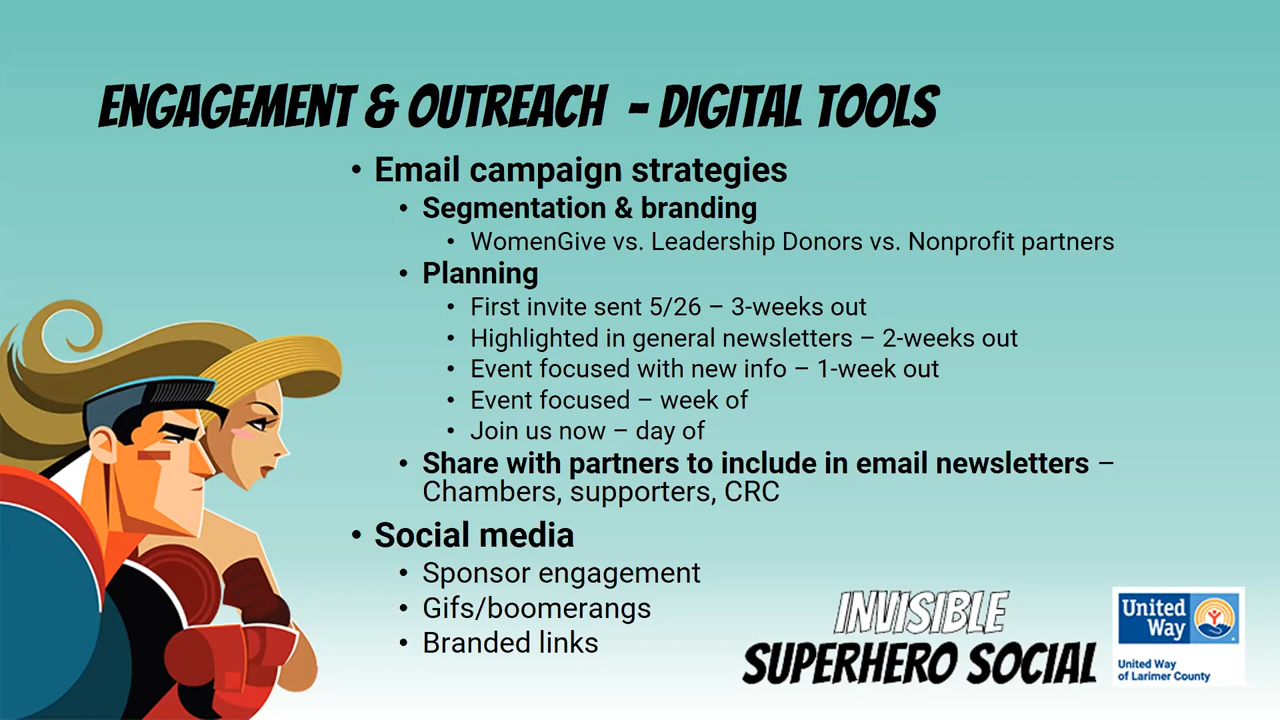 ENGAGEMENT & OUTREACH – DIGITAL TOOLS
• Email campaign strategies
• Segmentation & branding
• WomenGive vs. Leadership Donors vs. Nonprofit partners
• Planning
• First invite sent 5/26 – 3-weeks out
• Highlighted in general newsletters – 2-weeks out
• Event focused with new info – 1-week out
• Event focused – week of
• Join us now – day of
• Share with partners to include in email newsletters –
Chambers, supporters, CRC
• Social media
• Sponsor engagement
• Gifs/boomerangs
• Branded links
INVISIBLE
SUPERHERO SOCIAL
United
Way
United Way
of Larimer County